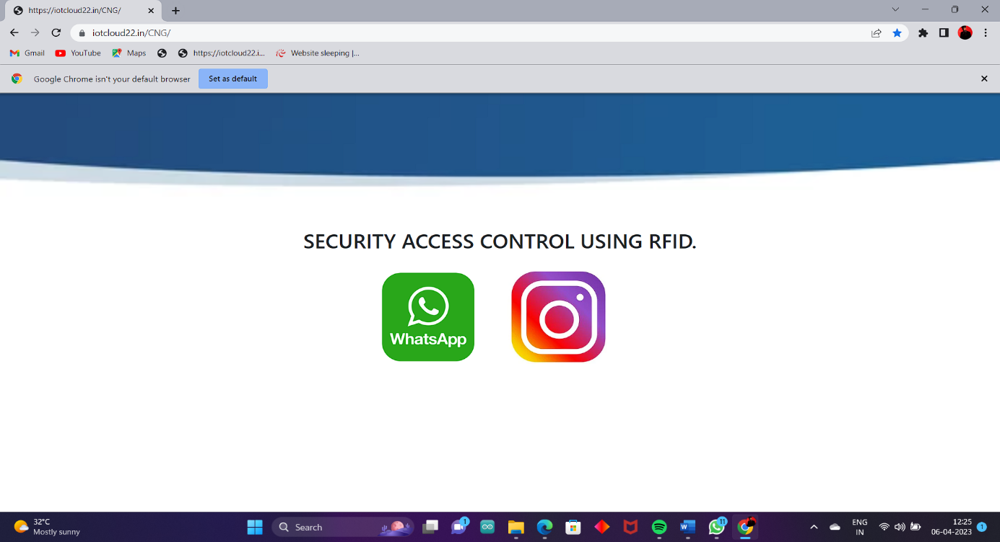 https://iotcloud22.in/CNG/
iotcloud22.in/CNG/
Gmail YouTube Maps https://iotcloud22.i... Website sleeping |...
Google Chrome isn't your default browser Set as default
SECURITY ACCESS CONTROL USING RFID.
WhatsApp
32°C
Mostly sunny
Search
1
11
ENG
IN
12:25
06-04-2023
1